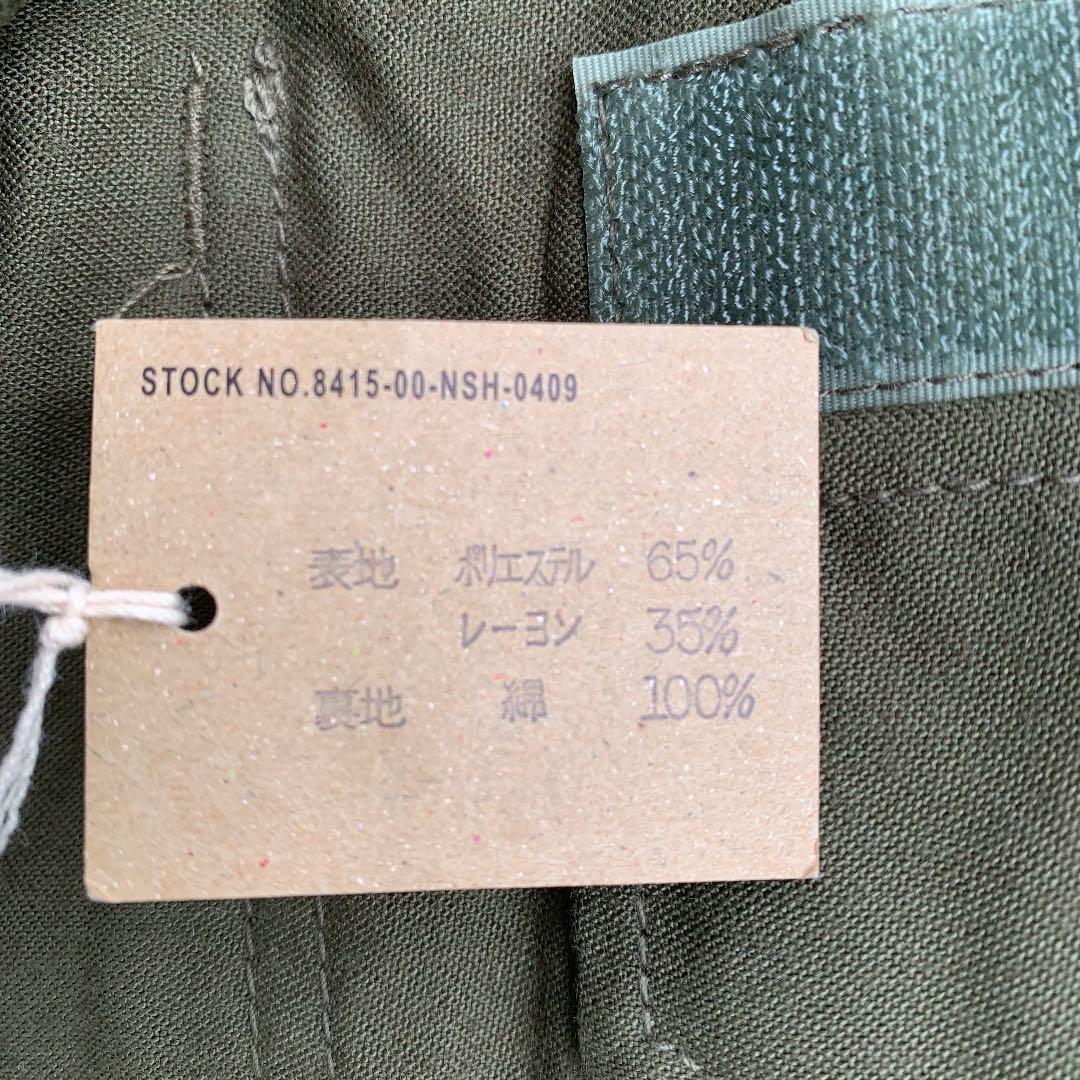 STOCK NO.8415-00-NSH-0409
表地 ポリエステル 65%
レーヨン 35%
裏地 綿 100%